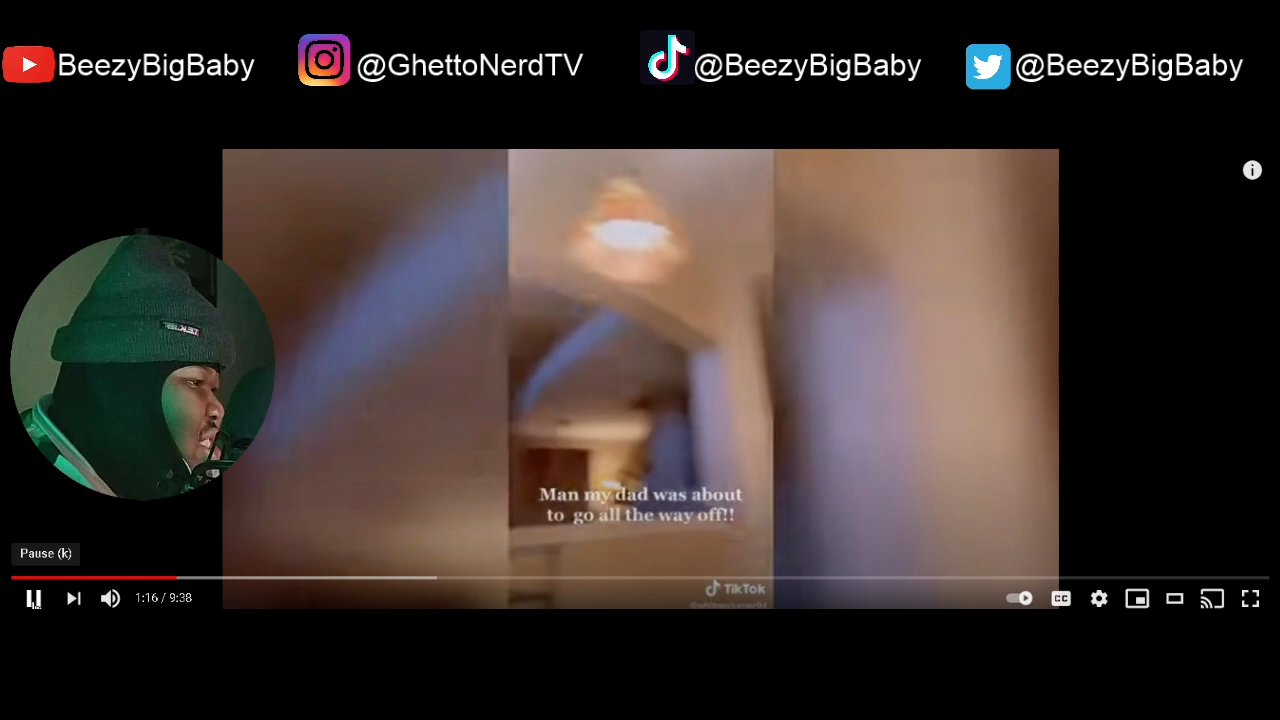 BeezyBigBaby
@GhettoNerdTV
@BeezyBigBaby
@BeezyBigBaby
Man my dad was about
to go all the way off!!
Pause (k)
TikTok
1:16 / 9:38
CC